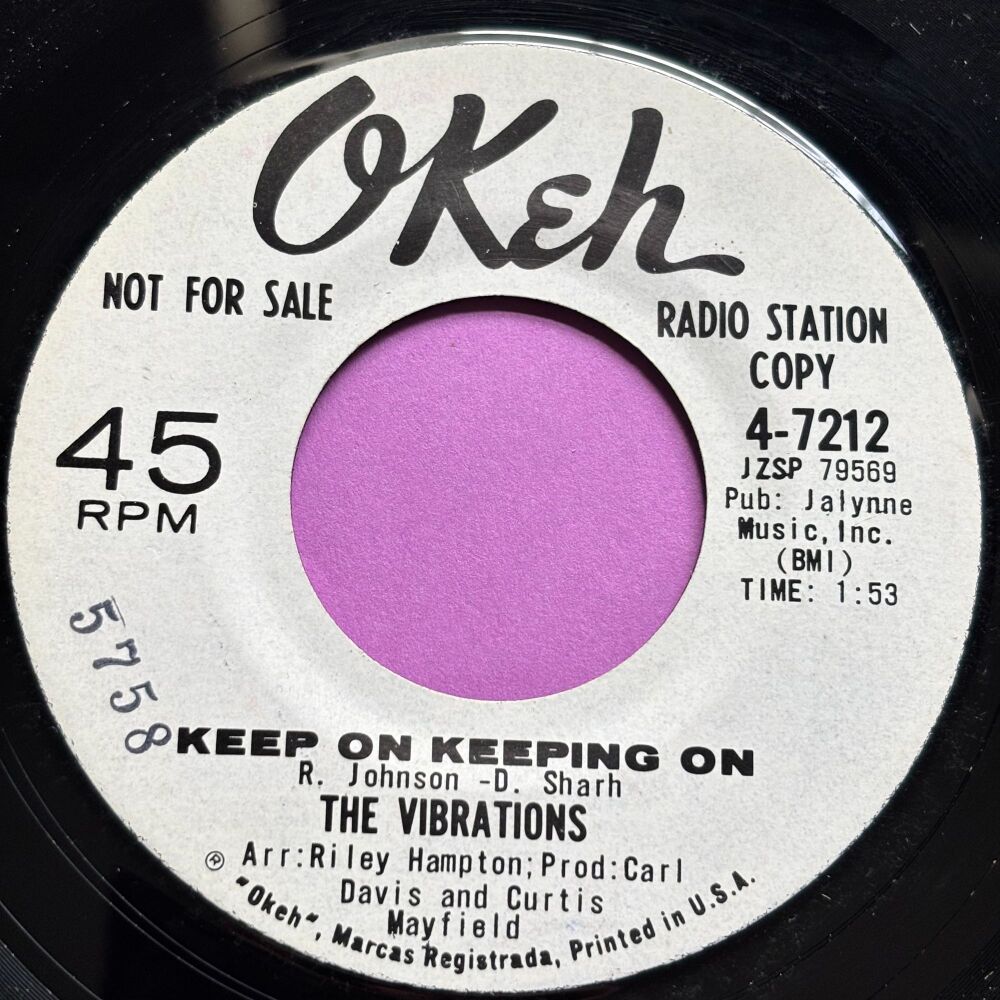 OKeh
NOT FOR SALE
RADIO STATION
COPY
45
RPM
4-7212
JZSP 79569
Pub: Jalynne
Music, Inc.
(BMI)
TIME: 1:53
5758
KEEP ON KEEPING ON
R. Johnson -D. Sharh
THE VIBRATIONS
® Arr:Riley Hampton;Prod:Carl
Davis and Curtis
Mayfield
"Okeh", Marcas Registrada, Printed in U.S.A.